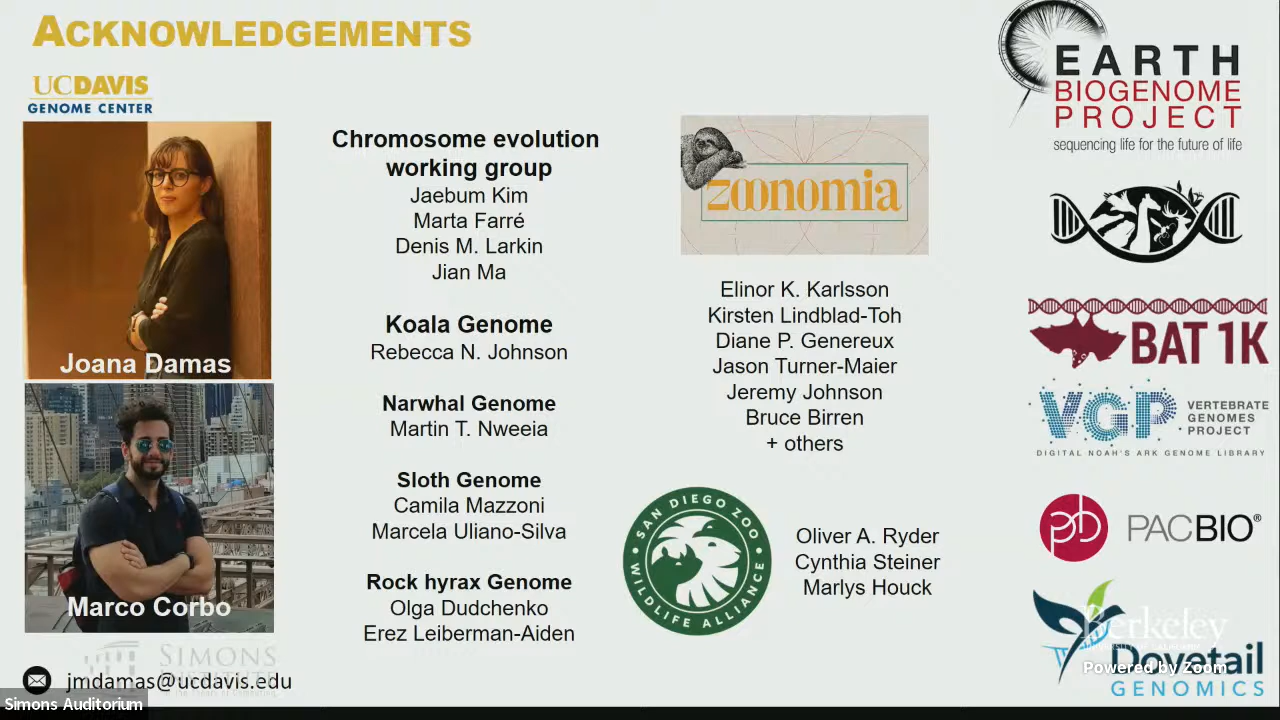 ACKNOWLEDGEMENTS
UCDAVIS
GENOME CENTER
Joana Damas
Marco Corbo
SIMONS
INSTITUTE
jmdamas@ucdavis.edu
Simons Auditorium
Chromosome evolution
working group
Jaebum Kim
Marta Farré
Denis M. Larkin
Jian Ma
Koala Genome
Rebecca N. Johnson
Narwhal Genome
Martin T. Nweeia
Sloth Genome
Camila Mazzoni
Marcela Uliano-Silva
Rock hyrax Genome
Olga Dudchenko
Erez Leiberman-Aiden
zoonomia
Elinor K. Karlsson
Kirsten Lindblad-Toh
Diane P. Genereux
Jason Turner-Maier
Jeremy Johnson
Bruce Birren
+ others
SAN DIEGO ZOO
WILDLIFE ALLIANCE
Oliver A. Ryder
Cynthia Steiner
Marlys Houck
EARTH
BIOGENOME
PROJECT
sequencing life for the future of life
BAT 1K
VGP
VERTEBRATE
GENOMES
PROJECT
DIGITAL NOAH'S ARK GENOME LIBRARY
PACBIO®
Berkeley
Dovetail
Powered by Zoom
GENOMICS